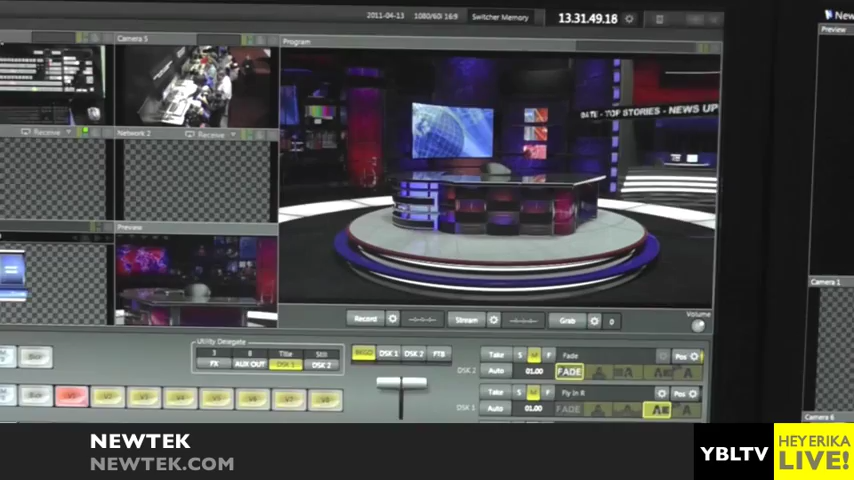 2011-04-13 1080/60i 16:9 Switcher Memory 13.31.49.18
New
Camera 5
Program
Preview
Receive
Network 2
Receive
DATE - TOP STORIES - NEWS UP
Preview
Camera 1
Record
Stream
Grab
0
Volume
Utility Delegate
3 8 Title Still
FX AUX OUT DSK 1 DSK 2
BKGD DSK 1 DSK 2 FTB
Take S M F Fade Pos
DSK 2 Auto 01.00 FADE
Take S M F Fly In R Pos
DSK 1 Auto 01.00
Camera 6
NEWTEK
NEWTEK.COM
YBLTV
HEYERIKA
LIVE!